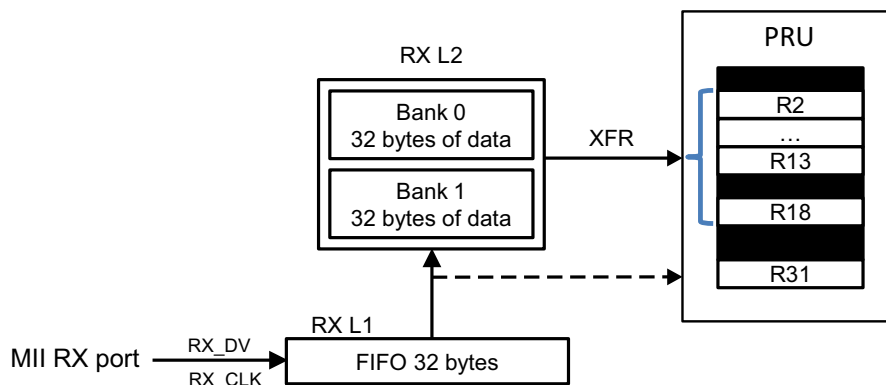 PRU
RX L2
Bank 0
32 bytes of data
Bank 1
32 bytes of data
XFR
R2
...
R13
R18
R31
RX L1
MII RX port
RX_DV
RX_CLK
FIFO 32 bytes